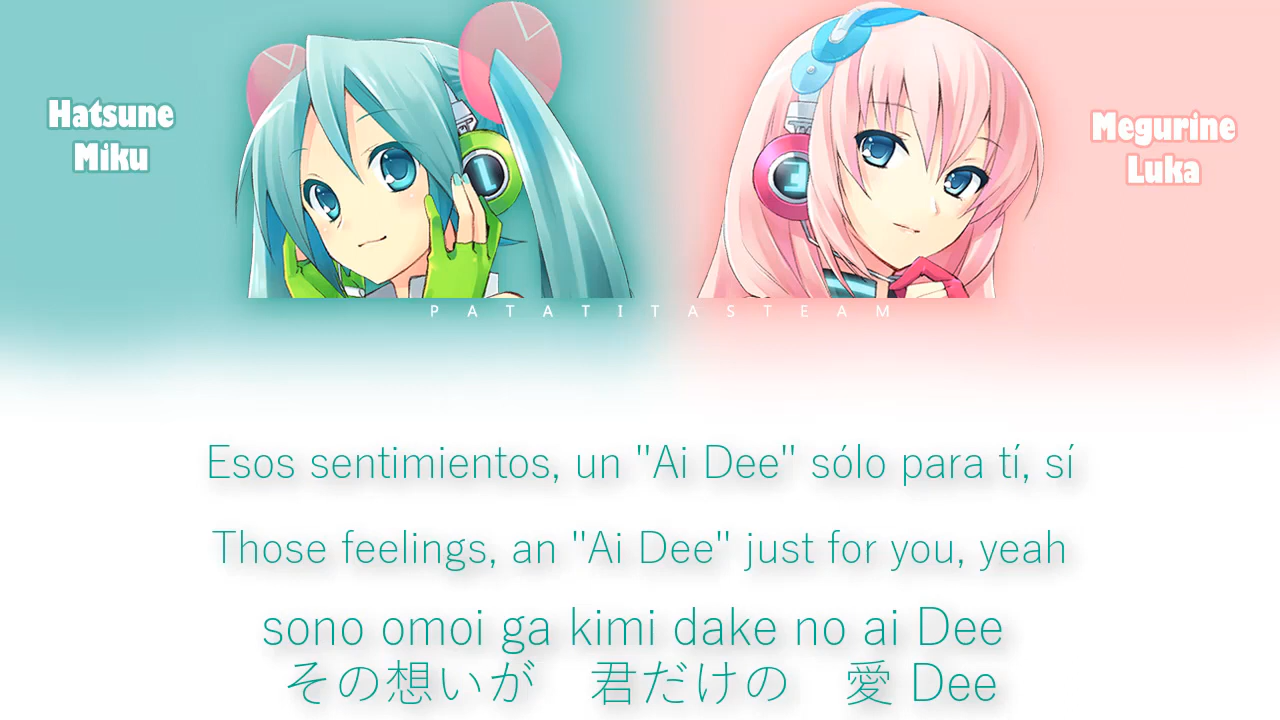 Hatsune
Miku
Megurine
Luka
1
3
PATATITASTEAM
Esos sentimientos, un "Ai Dee" sólo para tí, sí
Those feelings, an "Ai Dee" just for you, yeah
sono omoi ga kimi dake no ai Dee
その想いが　君だけの　愛 Dee